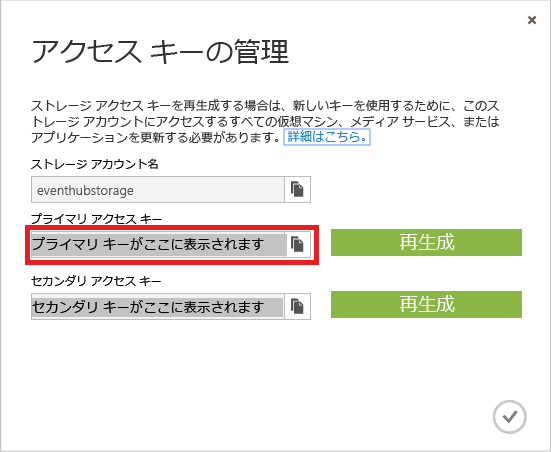 アクセス キーの管理
ストレージ アクセス キーを再生成する場合は、新しいキーを使用するために、このス
トレージ アカウントにアクセスするすべての仮想マシン、メディア サービス、または
アプリケーションを更新する必要があります。詳細はこちら。
ストレージ アカウント名
eventhubstorage
プライマリ アクセス キー
プライマリ キーがここに表示されます
再生成
セカンダリ アクセス キー
セカンダリ キーがここに表示されます
再生成